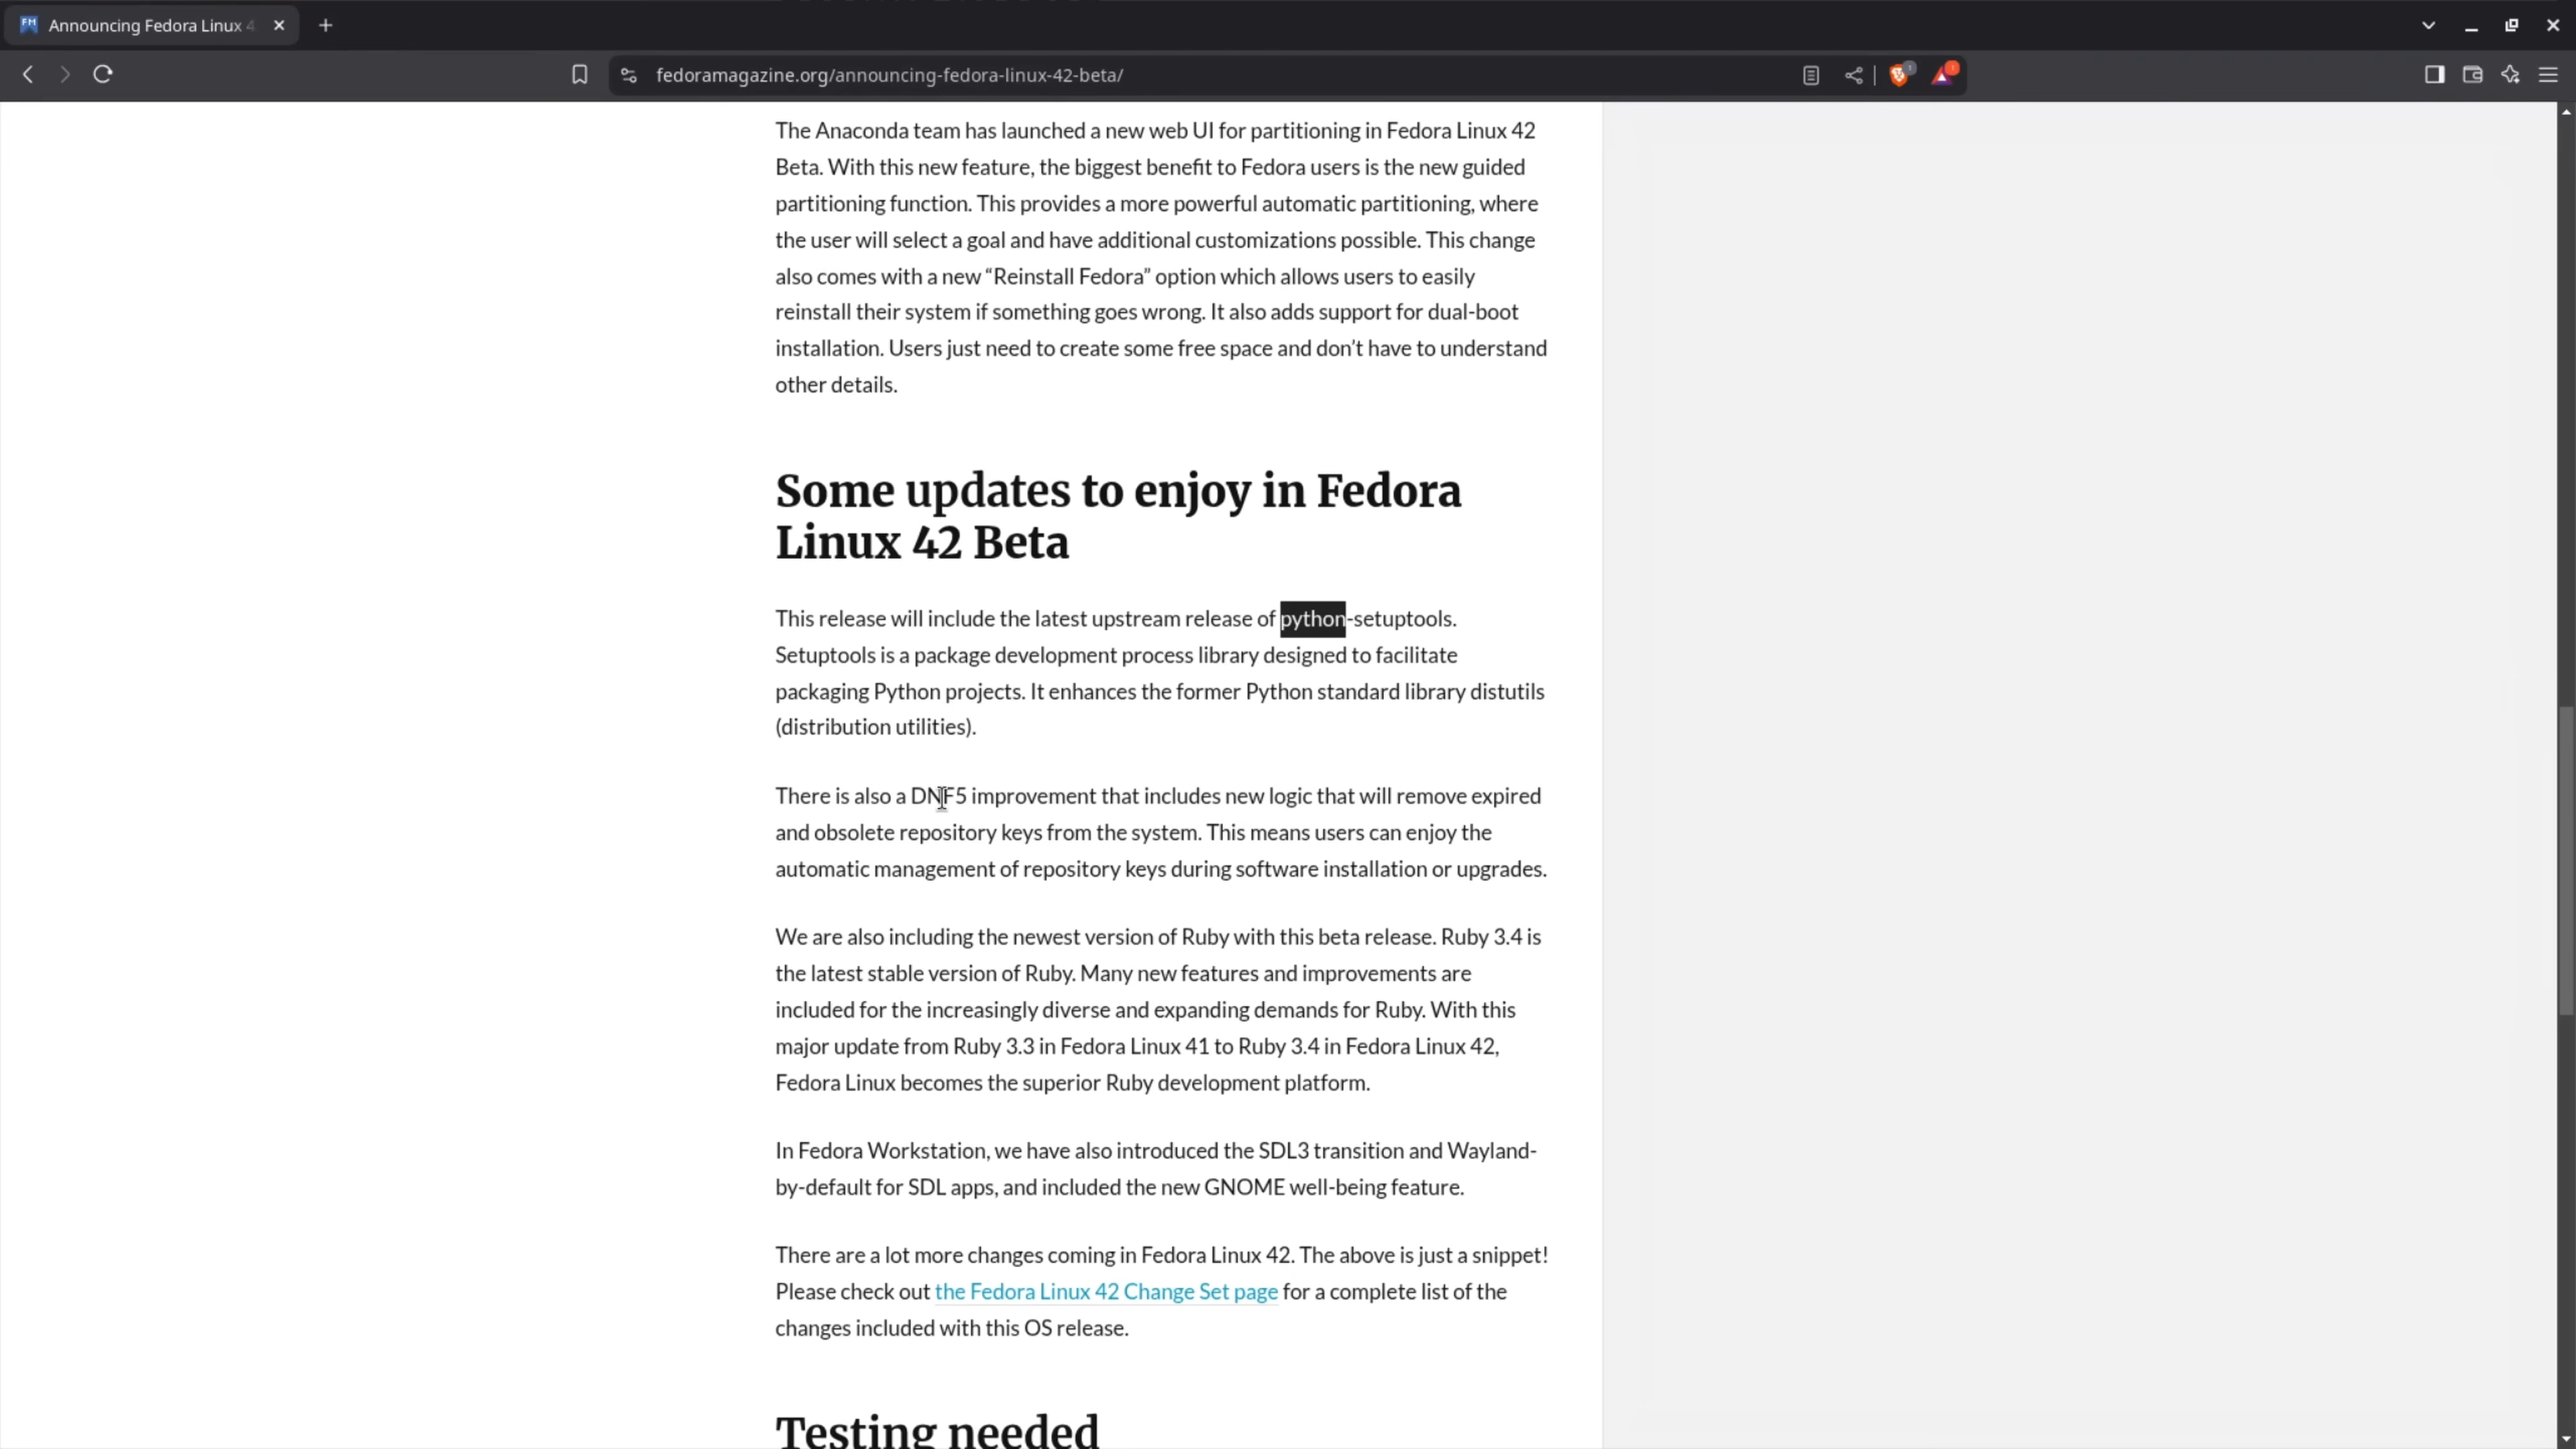 FM
Announcing Fedora Linux 4
fedoramagazine.org/announcing-fedora-linux-42-beta/
1
1
The Anaconda team has launched a new web UI for partitioning in Fedora Linux 42
Beta. With this new feature, the biggest benefit to Fedora users is the new guided
partitioning function. This provides a more powerful automatic partitioning, where
the user will select a goal and have additional customizations possible. This change
also comes with a new “Reinstall Fedora” option which allows users to easily
reinstall their system if something goes wrong. It also adds support for dual-boot
installation. Users just need to create some free space and don’t have to understand
other details.
Some updates to enjoy in Fedora
Linux 42 Beta
This release will include the latest upstream release of python-setuptools.
Setuptools is a package development process library designed to facilitate
packaging Python projects. It enhances the former Python standard library distutils
(distribution utilities).
There is also a DNF5 improvement that includes new logic that will remove expired
and obsolete repository keys from the system. This means users can enjoy the
automatic management of repository keys during software installation or upgrades.
We are also including the newest version of Ruby with this beta release. Ruby 3.4 is
the latest stable version of Ruby. Many new features and improvements are
included for the increasingly diverse and expanding demands for Ruby. With this
major update from Ruby 3.3 in Fedora Linux 41 to Ruby 3.4 in Fedora Linux 42,
Fedora Linux becomes the superior Ruby development platform.
In Fedora Workstation, we have also introduced the SDL3 transition and Wayland-
by-default for SDL apps, and included the new GNOME well-being feature.
There are a lot more changes coming in Fedora Linux 42. The above is just a snippet!
Please check out the Fedora Linux 42 Change Set page for a complete list of the
changes included with this OS release.
Testing needed